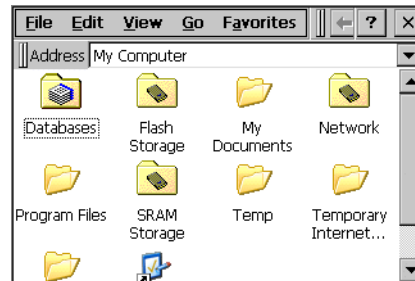 File Edit View Go Favorites ?
Address My Computer
Databases Flash Storage My Documents Network
Program Files SRAM Storage Temp Temporary Internet...